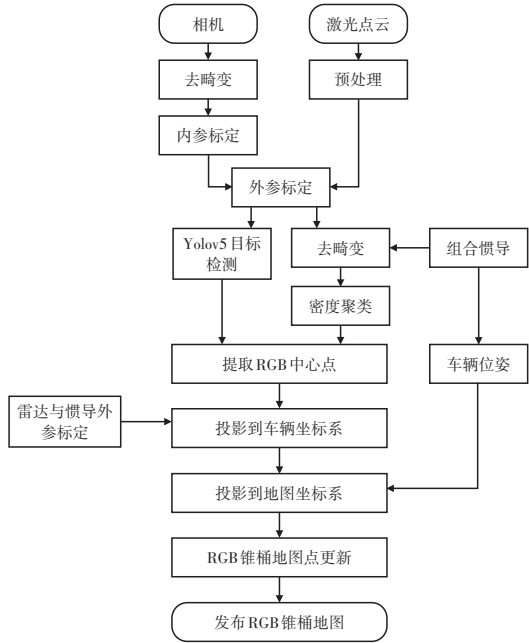 相机
激光点云
去畸变
预处理
内参标定
外参标定
Yolov5目标
检测
去畸变
组合惯导
密度聚类
提取RGB中心点
车辆位姿
雷达与惯导外
参标定
投影到车辆坐标系
投影到地图坐标系
RGB锥桶地图点更新
发布RGB锥桶地图